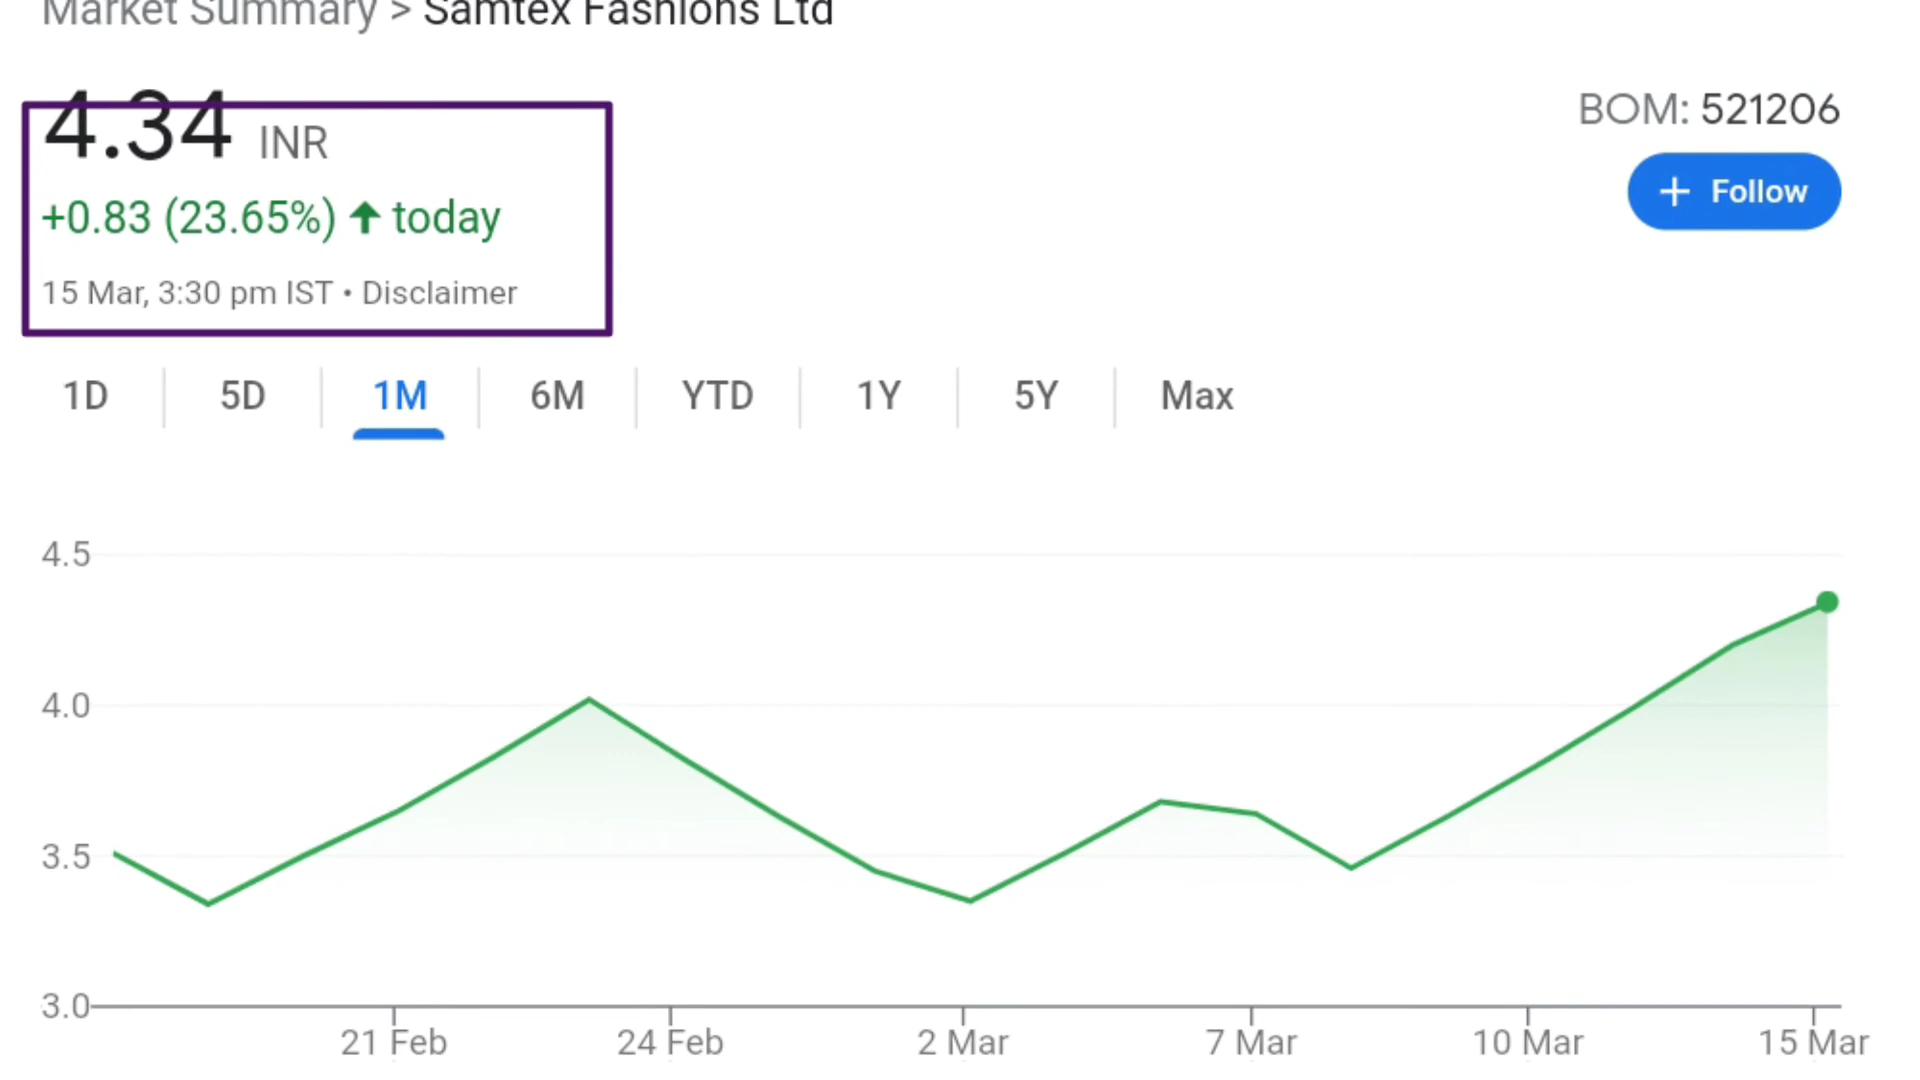 Market Summary > Samtex Fashions Ltd
4.34 INR
+0.83 (23.65%) ↑ today
15 Mar, 3:30 pm IST • Disclaimer
BOM: 521206
+ Follow
1D 5D 1M 6M YTD 1Y 5Y Max
4.5
4.0
3.5
3.0
21 Feb 24 Feb 2 Mar 7 Mar 10 Mar 15 Mar